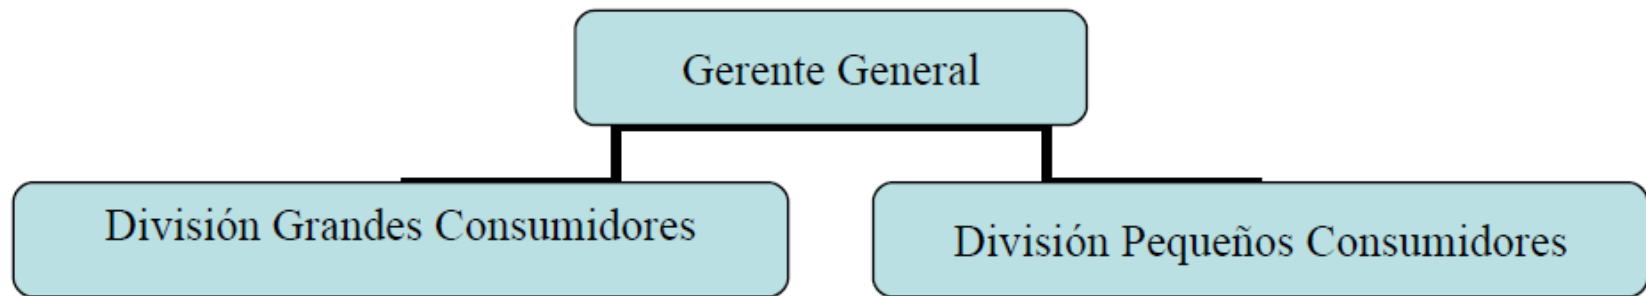 Gerente General
División Grandes Consumidores
División Pequeños Consumidores